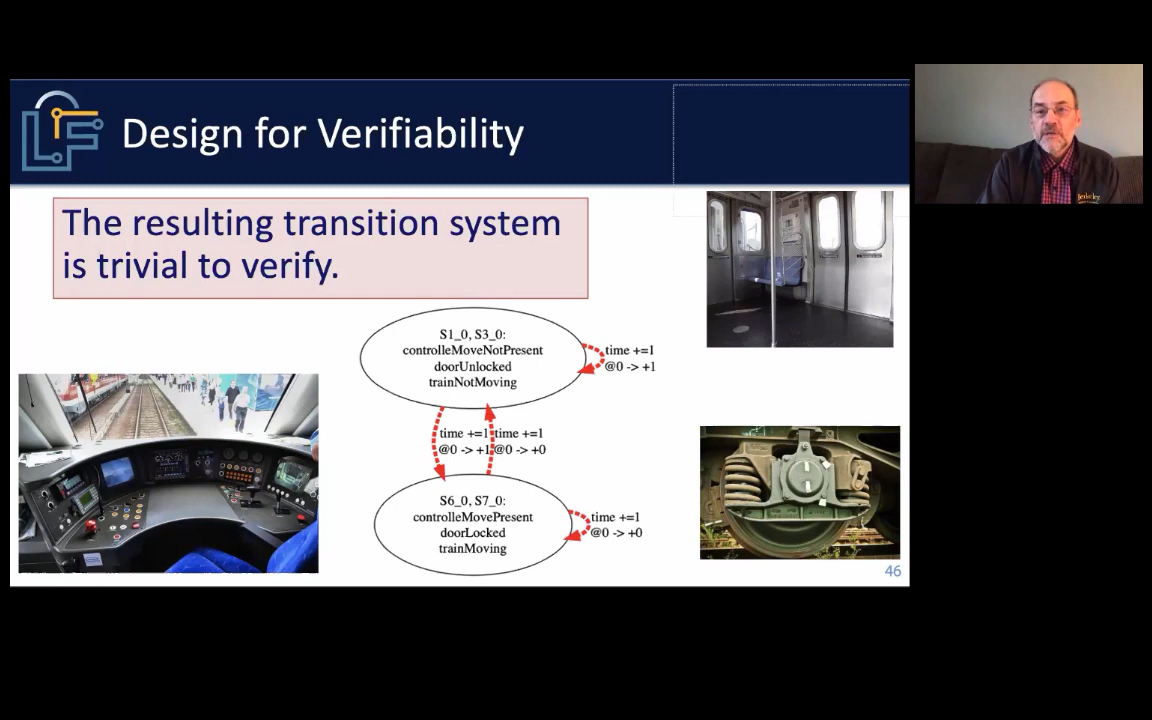 Design for Verifiability
The resulting transition system
is trivial to verify.
S1_0, S3_0:
controlleMoveNotPresent
doorUnlocked
trainNotMoving
time +=1
@0 -> +1
time +=1
@0 -> +1
time +=1
@0 -> +0
S6_0, S7_0:
controlleMovePresent
doorLocked
trainMoving
time +=1
@0 -> +0
46
Berkeley